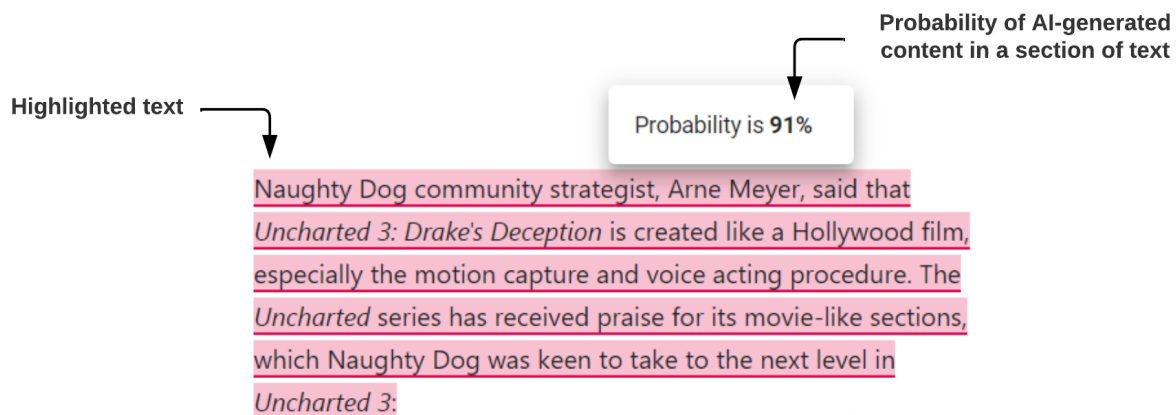 Probability of AI-generated
content in a section of text
Highlighted text
Probability is 91%
Naughty Dog community strategist, Arne Meyer, said that
Uncharted 3: Drake's Deception is created like a Hollywood film,
especially the motion capture and voice acting procedure. The
Uncharted series has received praise for its movie-like sections,
which Naughty Dog was keen to take to the next level in
Uncharted 3: